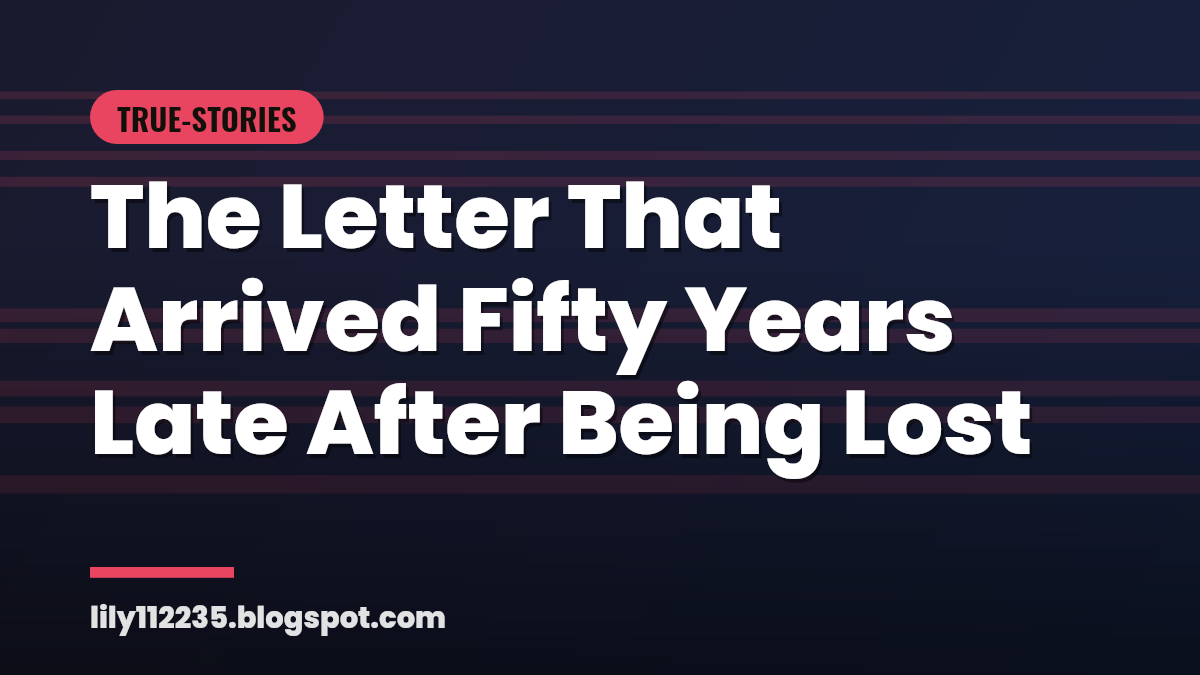 TRUE-STORIES
The Letter That
Arrived Fifty Years
Late After Being Lost
lily112235.blogspot.com